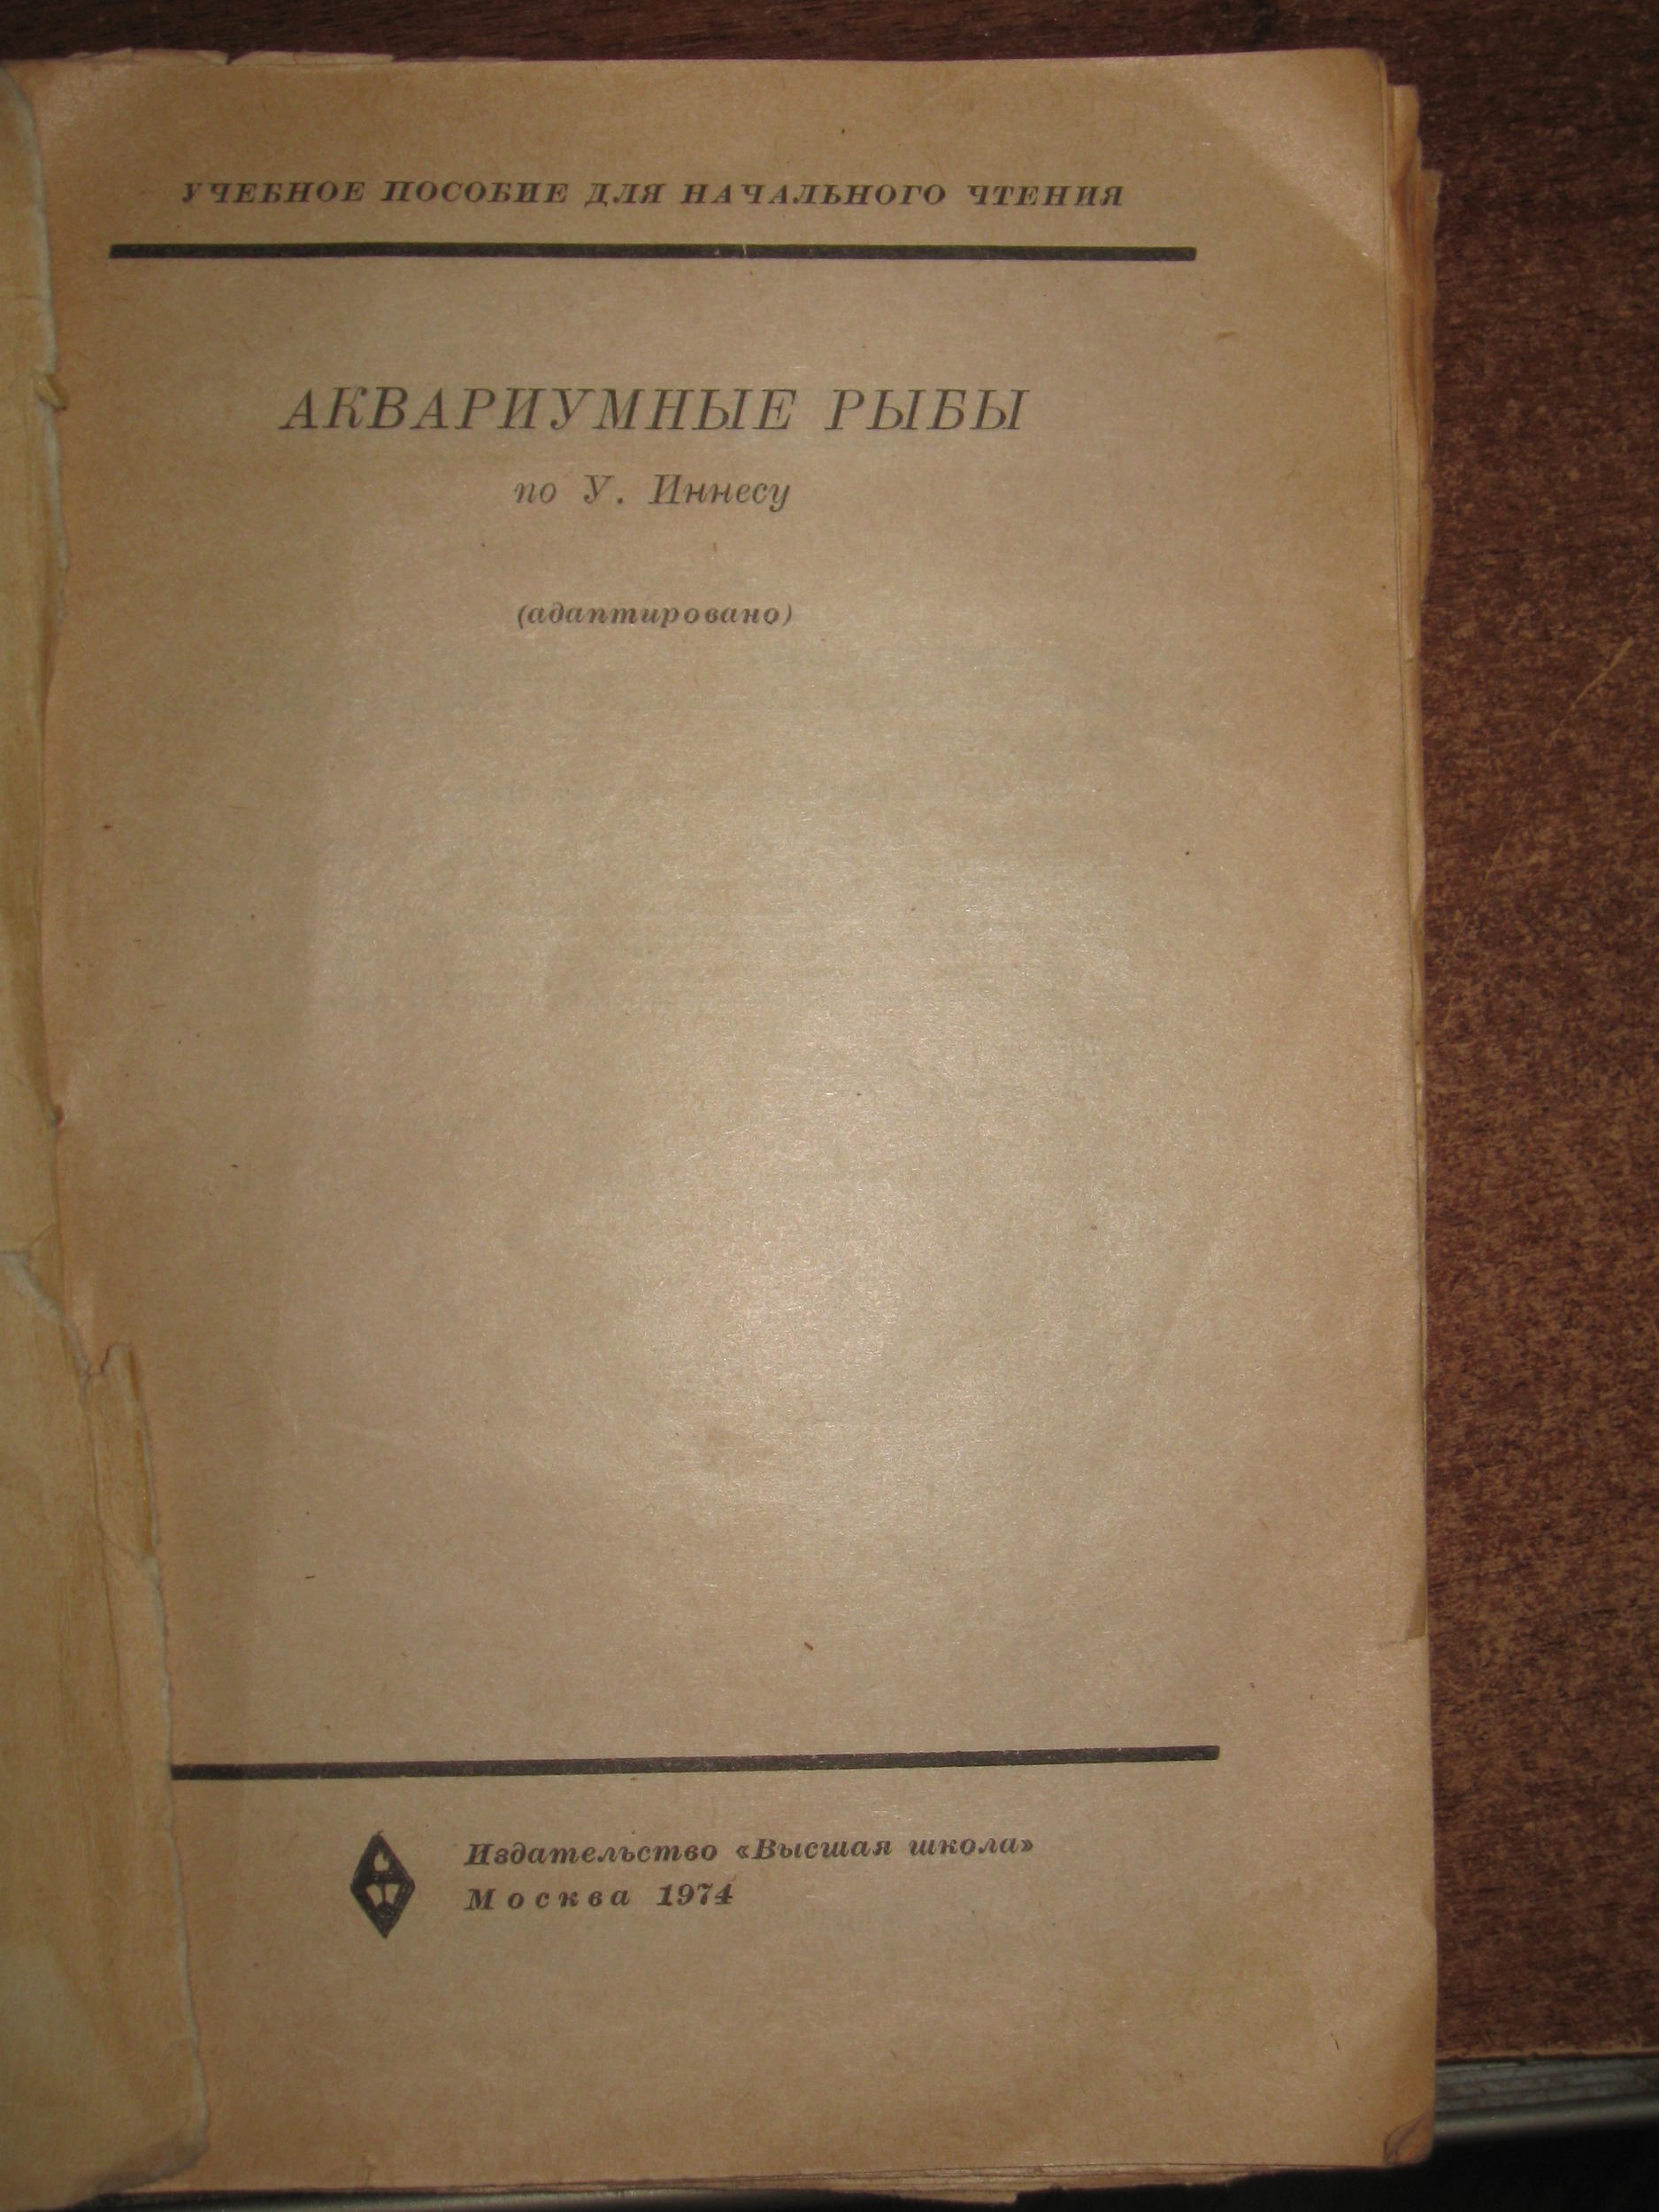 УЧЕБНОЕ ПОСОБИЕ ДЛЯ НАЧАЛЬНОГО ЧТЕНИЯ
АКВАРИУМНЫЕ РЫБЫ
по У. Иннесу
(адаптировано)
Издательство «Высшая школа»
Москва 1974